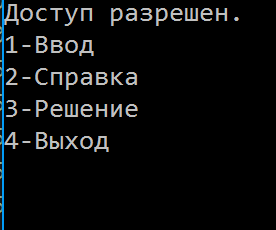 Доступ разрешен.
1-Ввод
2-Справка
3-Решение
4-Выход